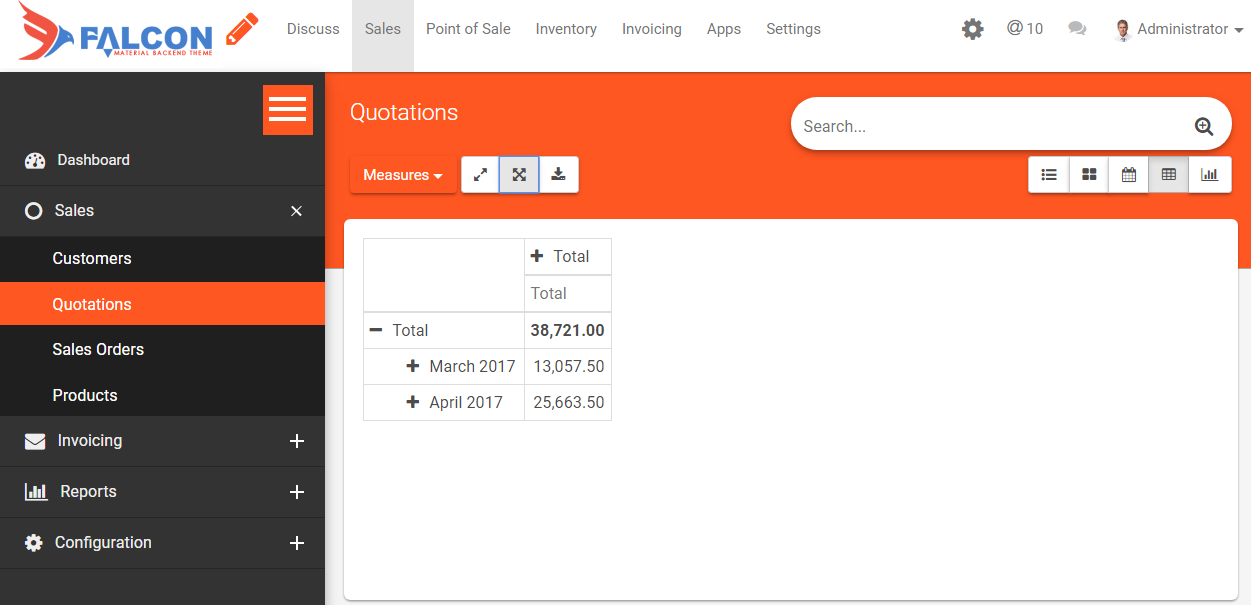 FALCON
MATERIAL BACKEND THEME
Discuss Sales Point of Sale Inventory Invoicing Apps Settings @ 10 Administrator
Quotations
Search...
Dashboard
Measures
Sales
Customers
Quotations
Sales Orders
Products
Invoicing
Reports
Configuration
Total
Total
Total 38,721.00
March 2017 13,057.50
April 2017 25,663.50